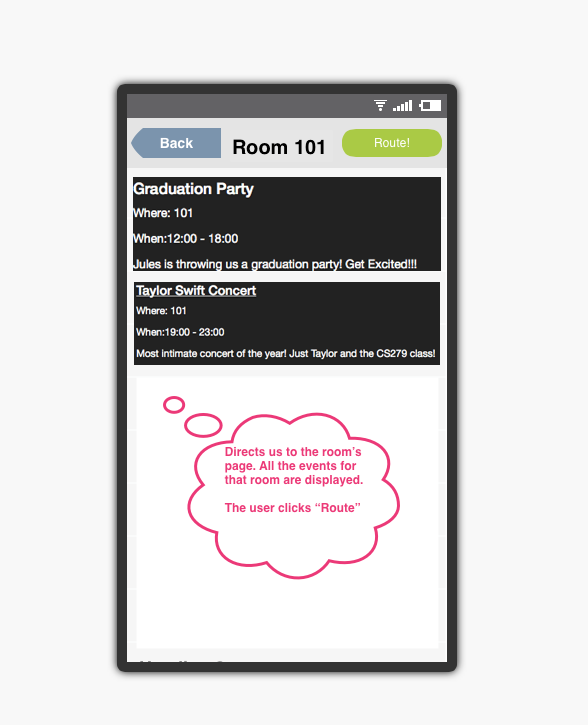 Back
Room 101
Route!
Graduation Party
Where: 101
When:12:00 - 18:00
Jules is throwing us a graduation party! Get Excited!!!
Taylor Swift Concert
Where: 101
When:19:00 - 23:00
Most intimate concert of the year! Just Taylor and the CS279 class!
Directs us to the room’s
page. All the events for
that room are displayed.
The user clicks “Route”